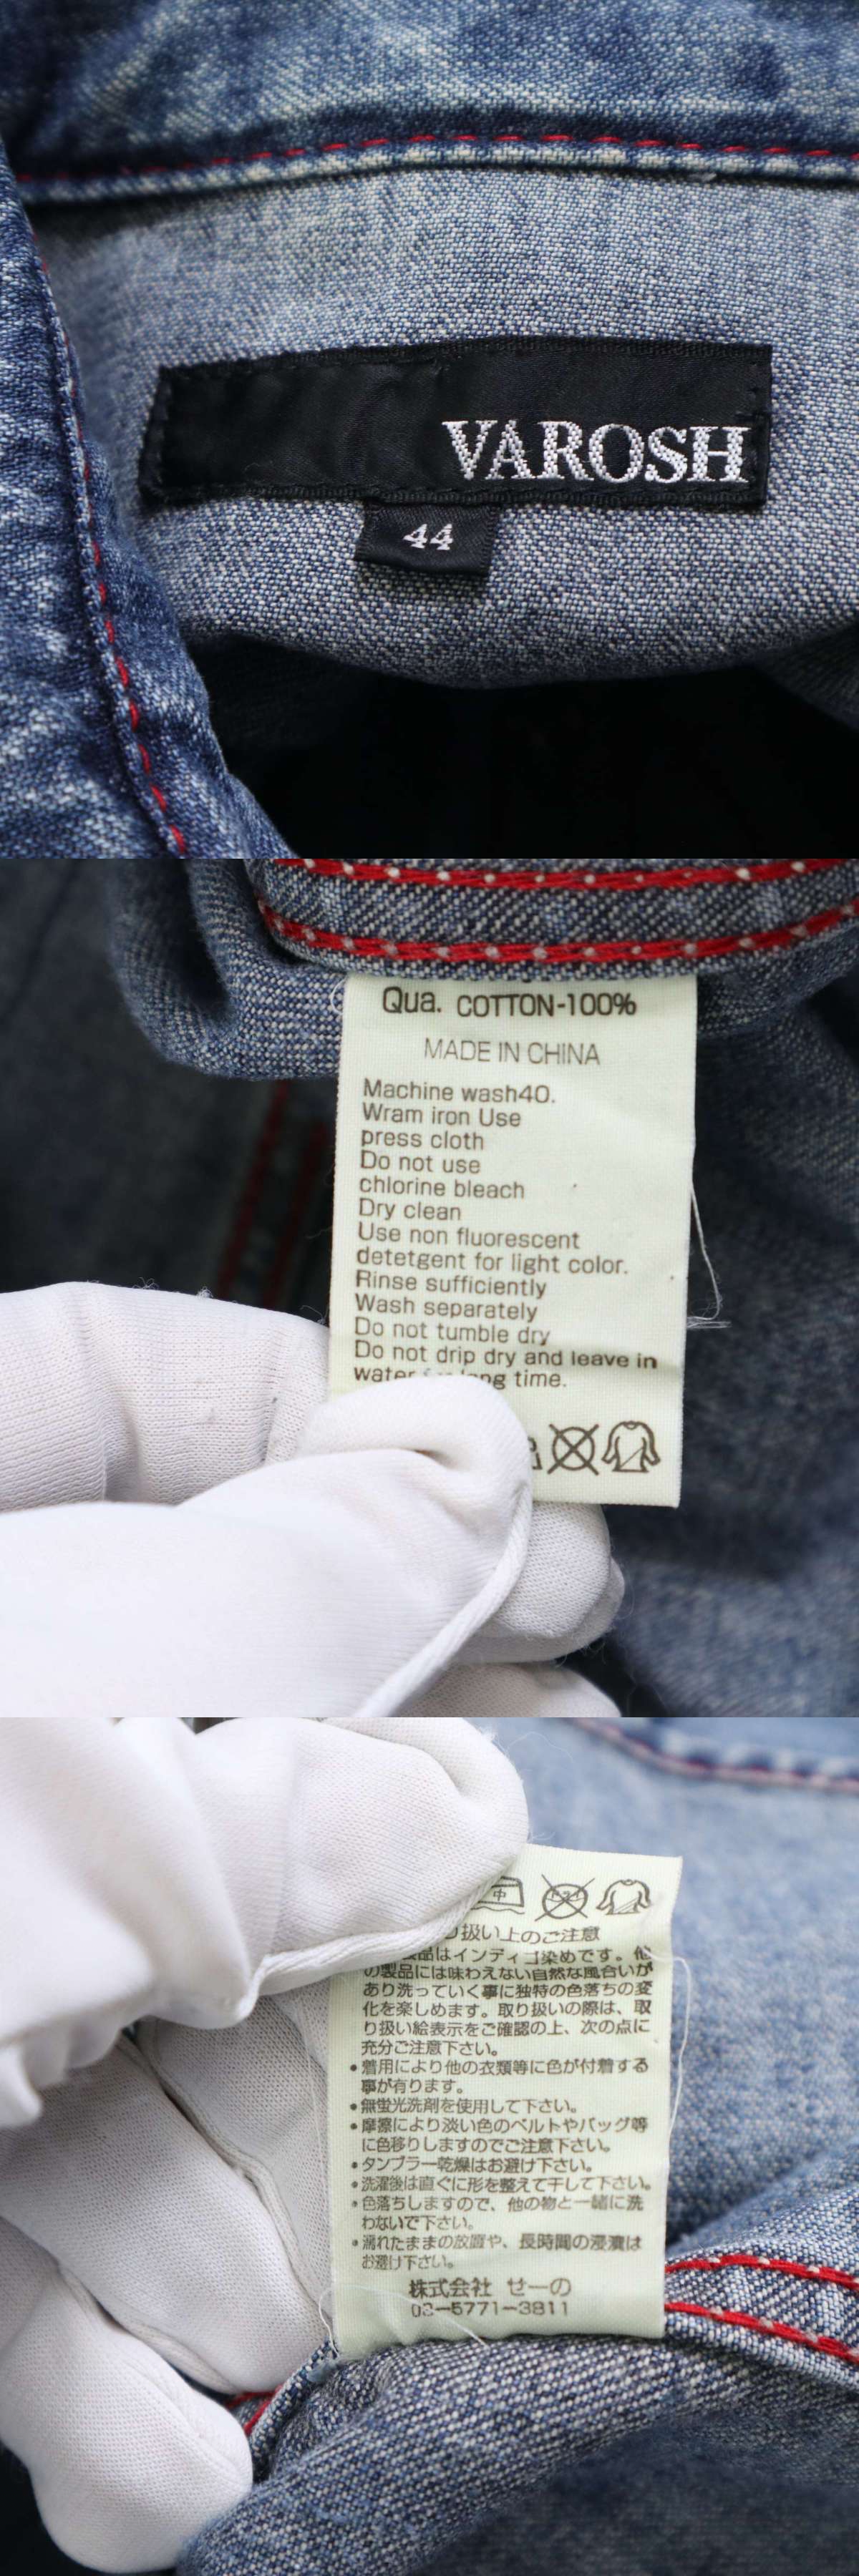 VAROSH
44
Qua. COTTON-100%
MADE IN CHINA
Machine wash40.
Wram iron Use
press cloth
Do not use
chlorine bleach
Dry clean
Use non fluorescent
detetgent for light color.
Rinse sufficiently
Wash separately
Do not tumble dry
Do not drip dry and leave in
water long time.
中
り扱い上のご注意
製品はインディゴ染めです。他
の製品には味わえない自然な風合いが
あり洗っていく事に独特の色落ちの変
化を楽しめます。取り扱いの際は、取
り扱い絵表示をご確認の上、次の点に
充分ご注意下さい。
•着用により他の衣類等に色が付着する
事が有ります。
•無蛍光洗剤を使用して下さい。
•摩擦により淡い色のベルトやバッグ等
に色移りしますのでご注意下さい。
•タンブラー乾燥はお避け下さい。
•洗濯後は直ぐに形を整えて干して下さい。
•色落ちしますので、他の物と一緒に洗
わないで下さい。
•濡れたままの放置や、長時間の浸漬は
お避け下さい。
株式会社 せーの
03-5771-3811